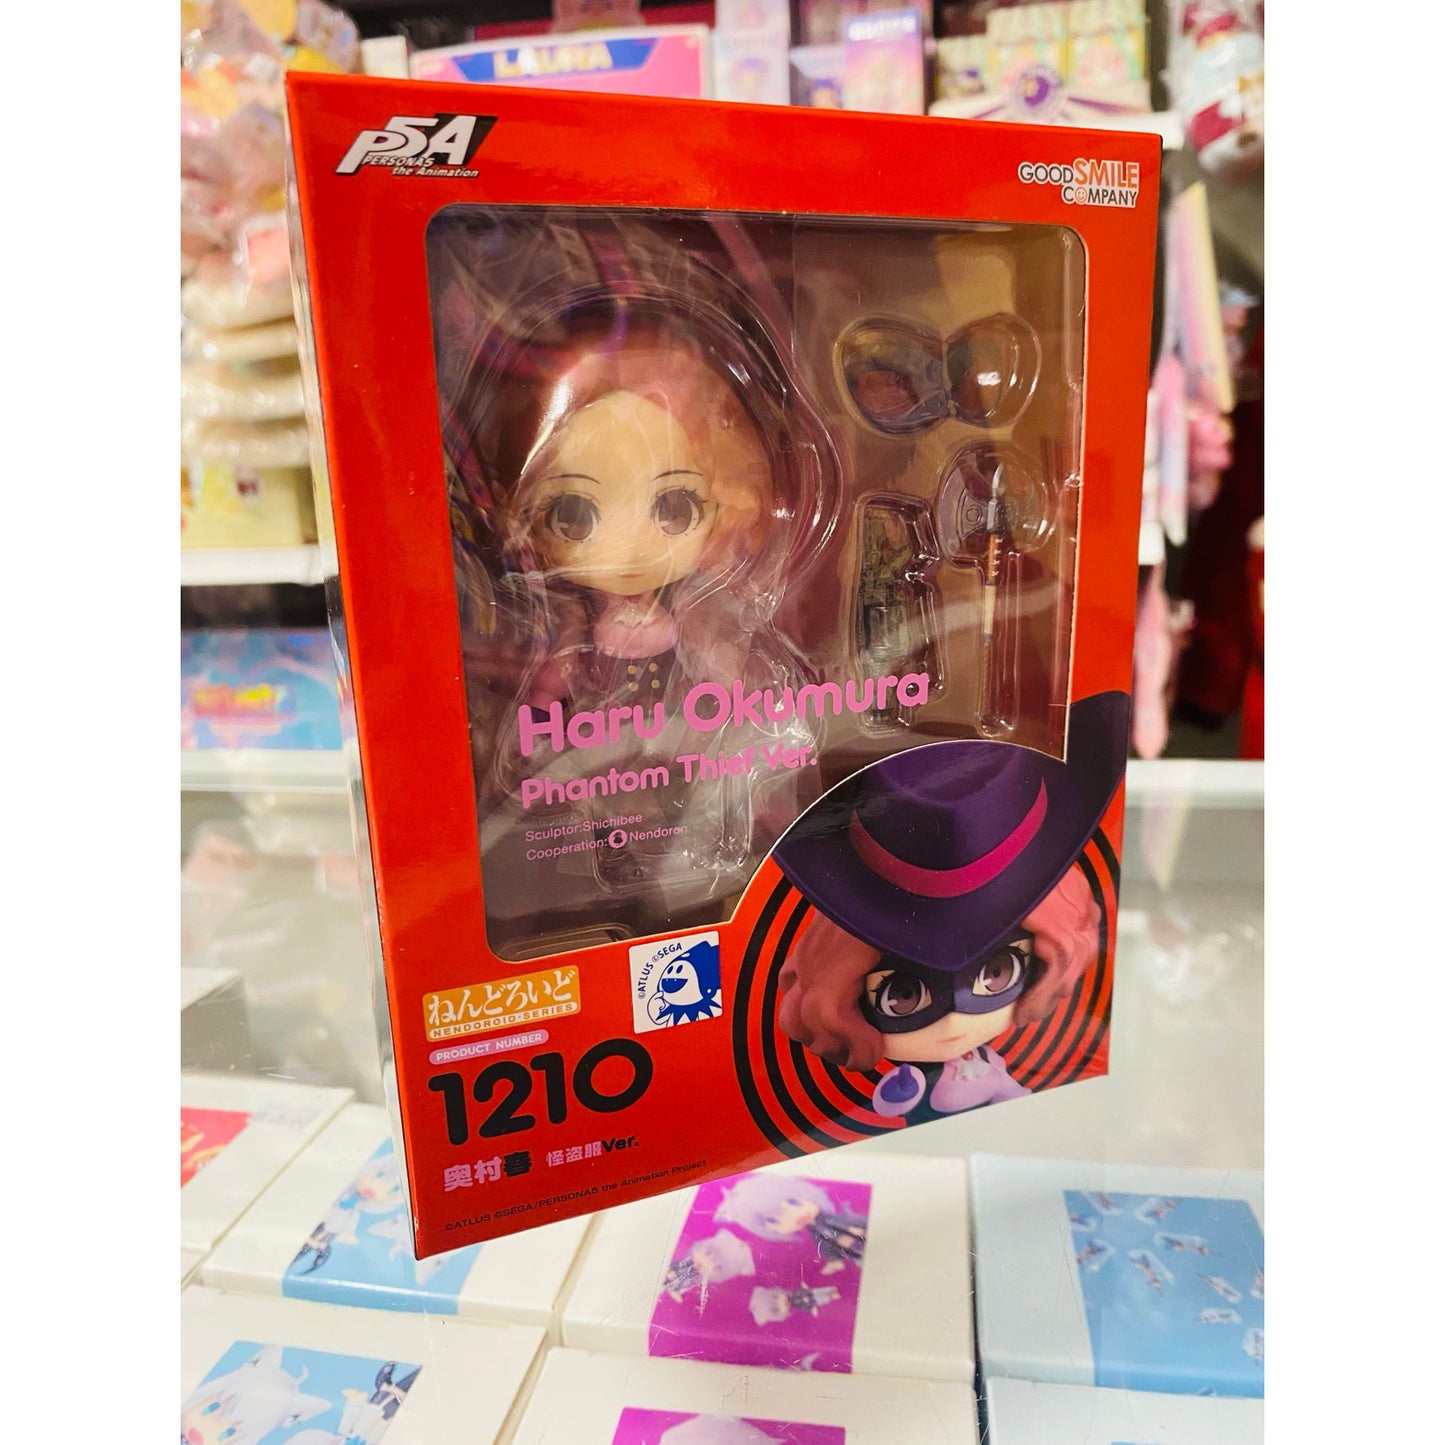 LAURA
P5A
PERSONA5
the Animation
GOODSMILE
COMPANY
Haru Okumura
Phantom Thief Ver.
Sculptor:Shichibee
Cooperation: Nendoron
©ATLUS ©SEGA
ねんどろいど
NENDOROID·SERIES
PRODUCT NUMBER
1210
奥村春 怪盗服Ver.
©ATLUS ©SEGA/PERSONA5 the Animation Project